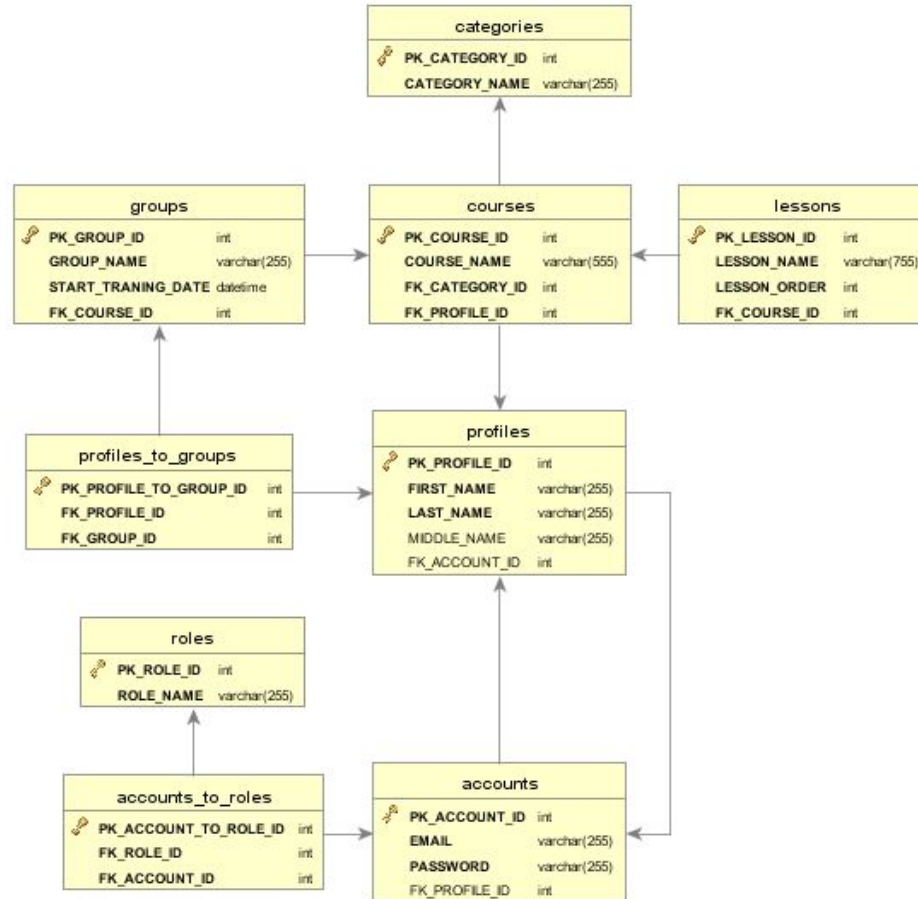 categories
PK_CATEGORY_ID int
CATEGORY_NAME varchar(255)
groups
PK_GROUP_ID int
GROUP_NAME varchar(255)
START_TRANING_DATE datetime
FK_COURSE_ID int
courses
PK_COURSE_ID int
COURSE_NAME varchar(555)
FK_CATEGORY_ID int
FK_PROFILE_ID int
lessons
PK_LESSON_ID int
LESSON_NAME varchar(755)
LESSON_ORDER int
FK_COURSE_ID int
profiles_to_groups
PK_PROFILE_TO_GROUP_ID int
FK_PROFILE_ID int
FK_GROUP_ID int
profiles
PK_PROFILE_ID int
FIRST_NAME varchar(255)
LAST_NAME varchar(255)
MIDDLE_NAME varchar(255)
FK_ACCOUNT_ID int
roles
PK_ROLE_ID int
ROLE_NAME varchar(255)
accounts_to_roles
PK_ACCOUNT_TO_ROLE_ID int
FK_ROLE_ID int
FK_ACCOUNT_ID int
accounts
PK_ACCOUNT_ID int
EMAIL varchar(255)
PASSWORD varchar(255)
FK_PROFILE_ID int